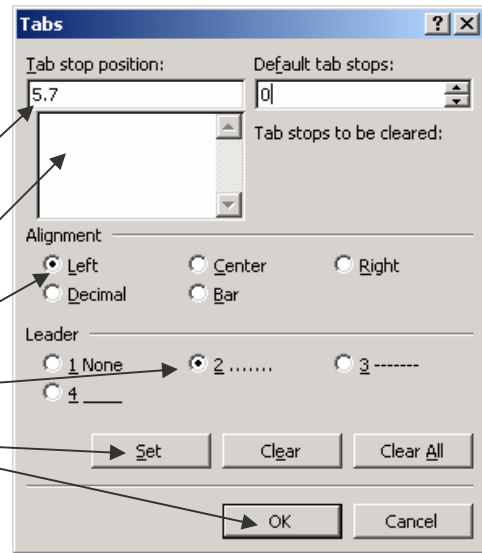 Tabs
Tab stop position: Default tab stops:
5.7 0
Tab stops to be cleared:
Alignment
Left Center Right
Decimal Bar
Leader
1 None 2 ....... 3 -------
4 ____
Set Clear Clear All
OK Cancel